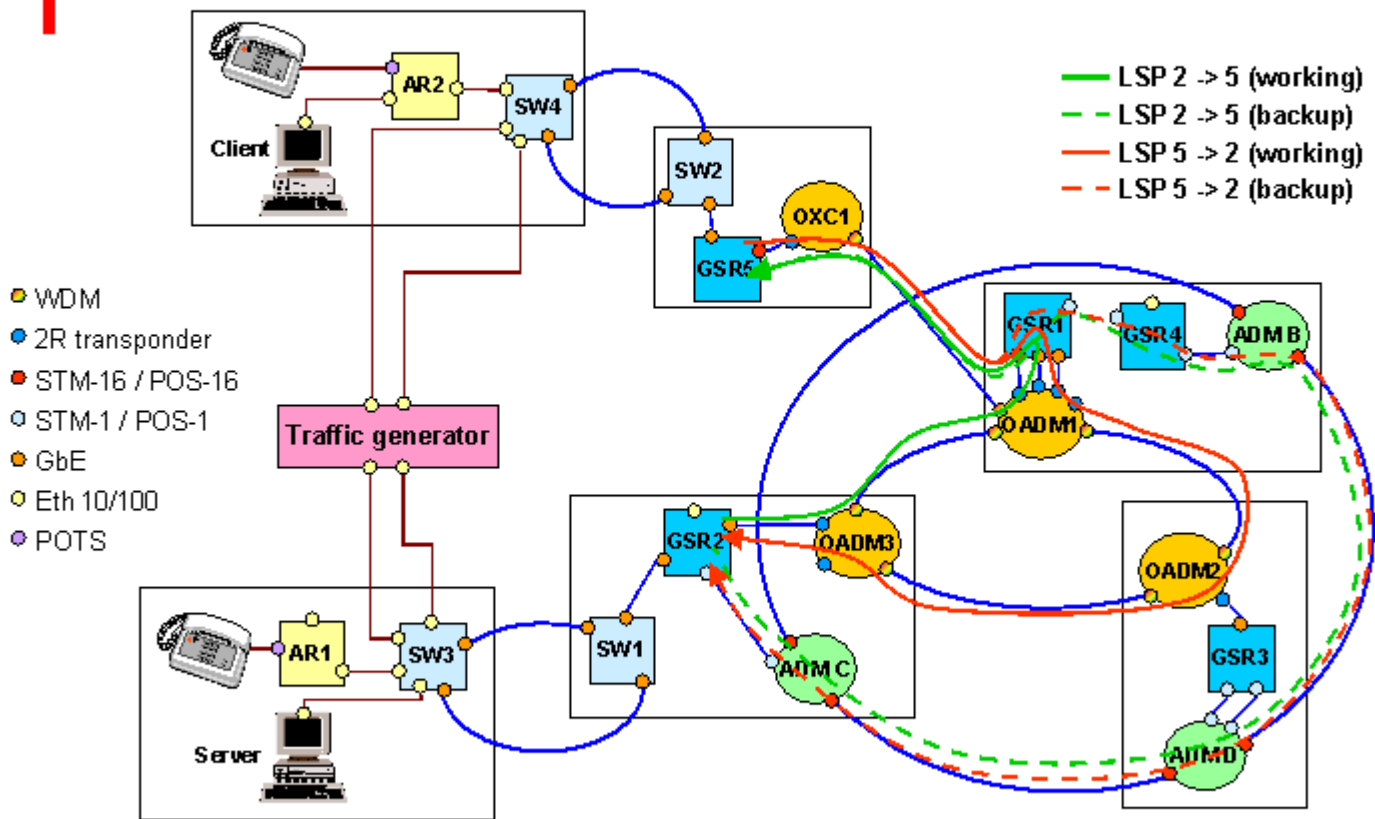 AR2
SW4
Client
LSP 2 -> 5 (working)
LSP 2 -> 5 (backup)
LSP 5 -> 2 (working)
LSP 5 -> 2 (backup)
SW2
OXC1
GSR5
WDM
2R transponder
STM-16 / POS-16
STM-1 / POS-1
GbE
Eth 10/100
POTS
GSR1
GSR4
ADM B
OADM1
Traffic generator
GSR2
OADM3
OADM2
SW1
ADM C
GSR3
ADM D
AR1
SW3
Server